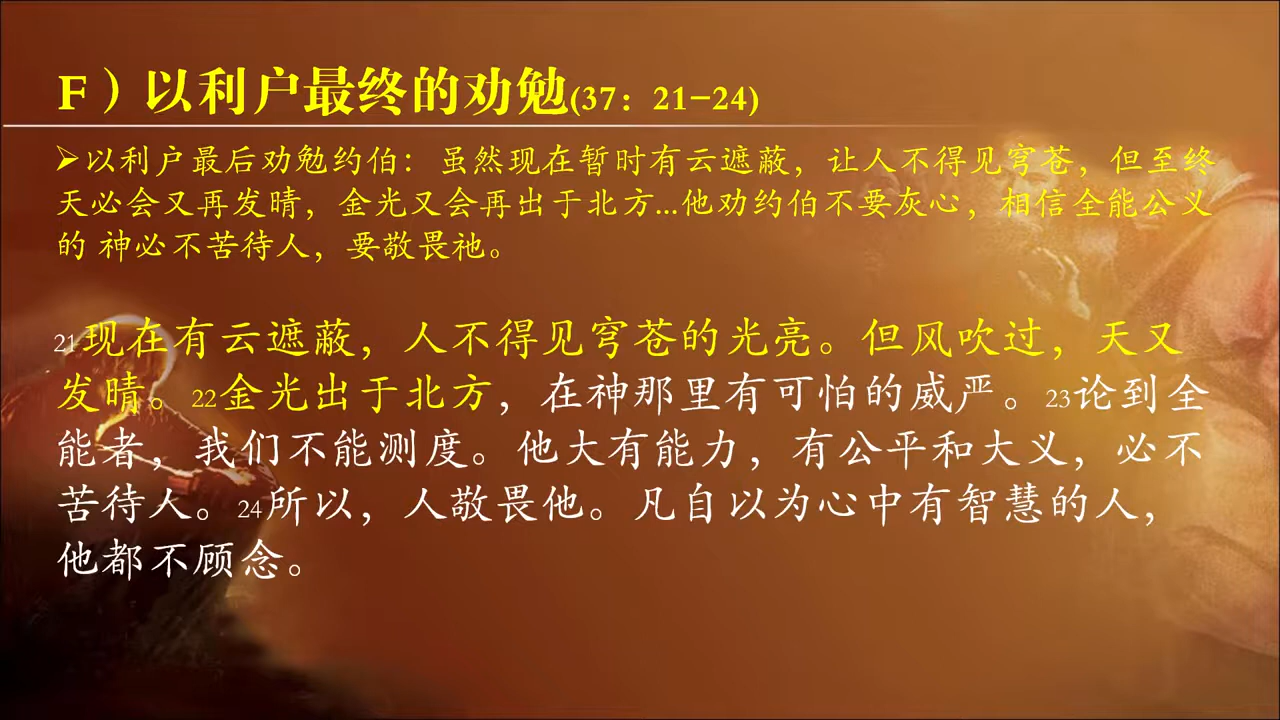 F）以利户最终的劝勉(37：21-24)
➢以利户最后劝勉约伯：虽然现在暂时有云遮蔽，让人不得见穹苍，但至终
天必会又再发晴，金光又会再出于北方...他劝约伯不要灰心，相信全能公义
的 神必不苦待人，要敬畏祂。
21现在有云遮蔽，人不得见穹苍的光亮。但风吹过，天又
发晴。22金光出于北方，在神那里有可怕的威严。23论到全
能者，我们不能测度。他大有能力，有公平和大义，必不
苦待人。24所以，人敬畏他。凡自以为心中有智慧的人，
他都不顾念。